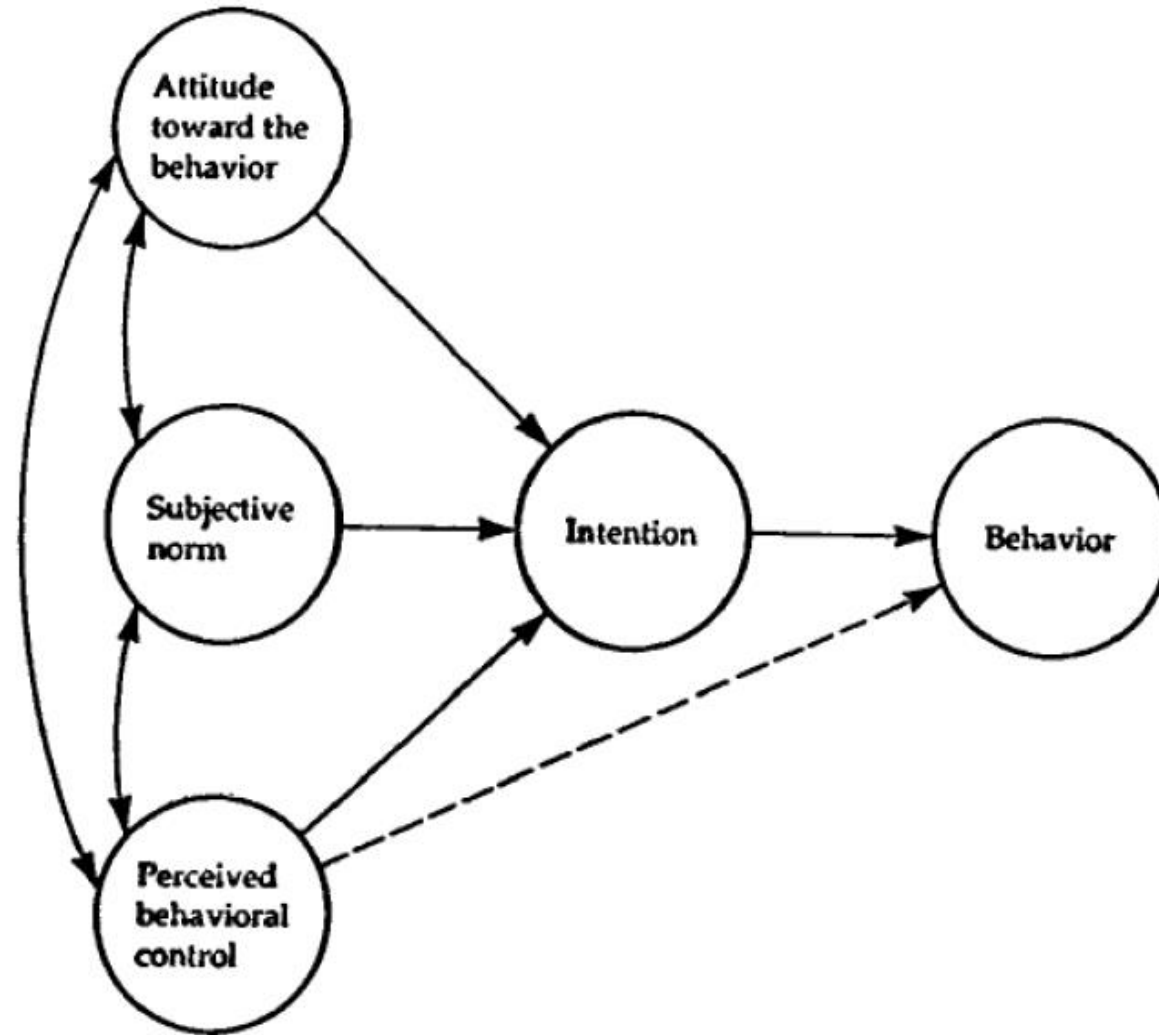 Attitude
toward the
behavior
Subjective
norm
Intention
Behavior
Perceived
behavioral
control